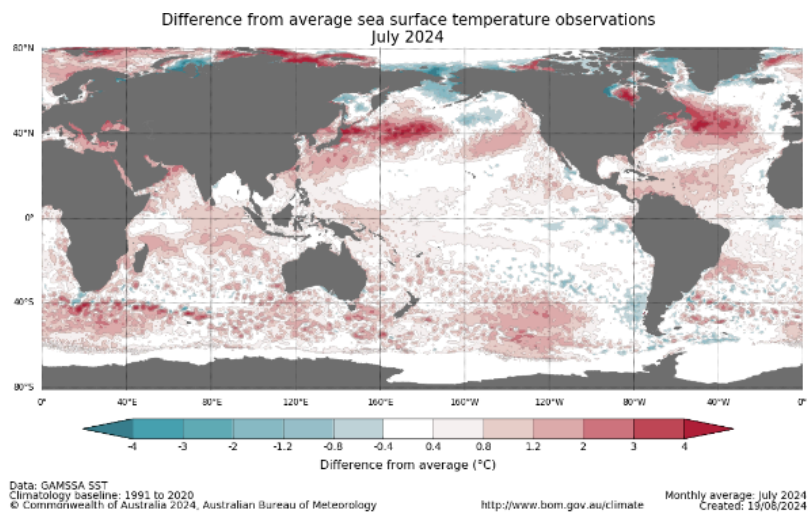 Difference from average sea surface temperature observations
July 2024
80°N
40°N
0°
40°S
80°S
0° 40°E 80°E 120°E 160°E 160°W 120°W 80°W 40°W 0°
-4 -3 -2 -1.2 -0.8 -0.4 0.4 0.8 1.2 2 3 4
Difference from average (°C)
Data: GAMSSA SST
Climatology baseline: 1991 to 2020
© Commonwealth of Australia 2024, Australian Bureau of Meteorology
http://www.bom.gov.au/climate
Monthly average: July 2024
Created: 19/08/2024